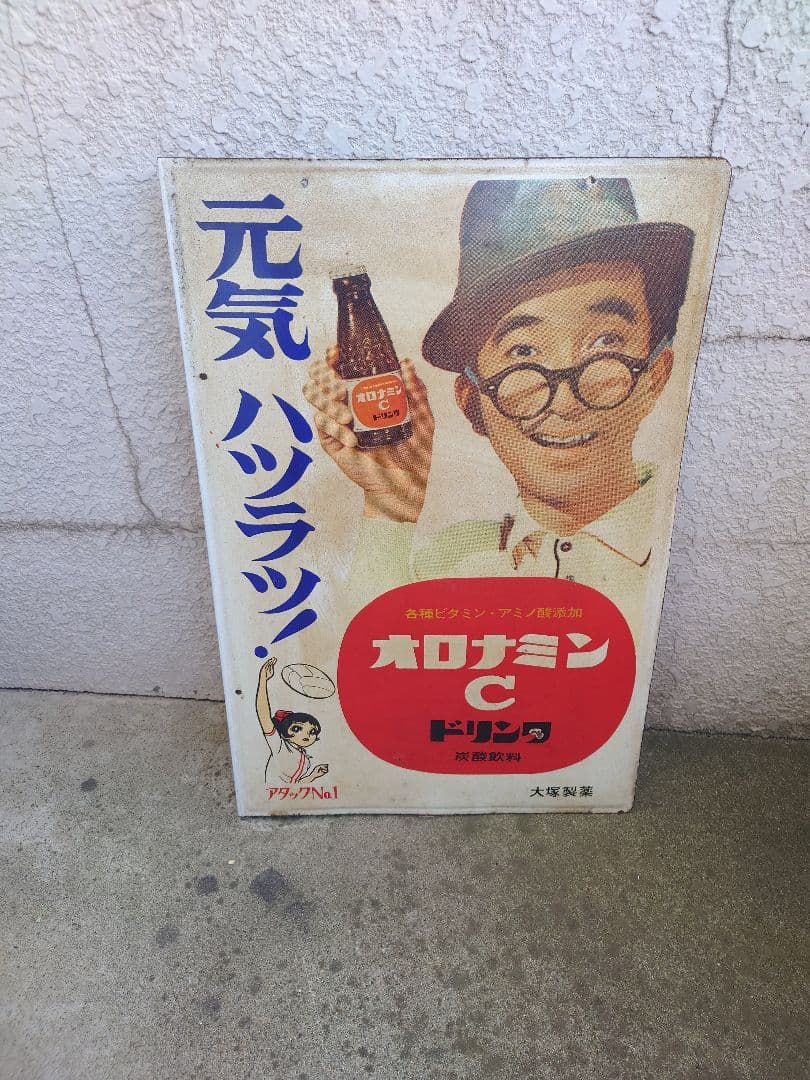 元気ハツラツ!
オロナミン
C
ドリンク
各種ビタミン・アミノ酸添加
オロナミン
C
ドリンク
炭酸飲料
アタックNo.1
大塚製薬